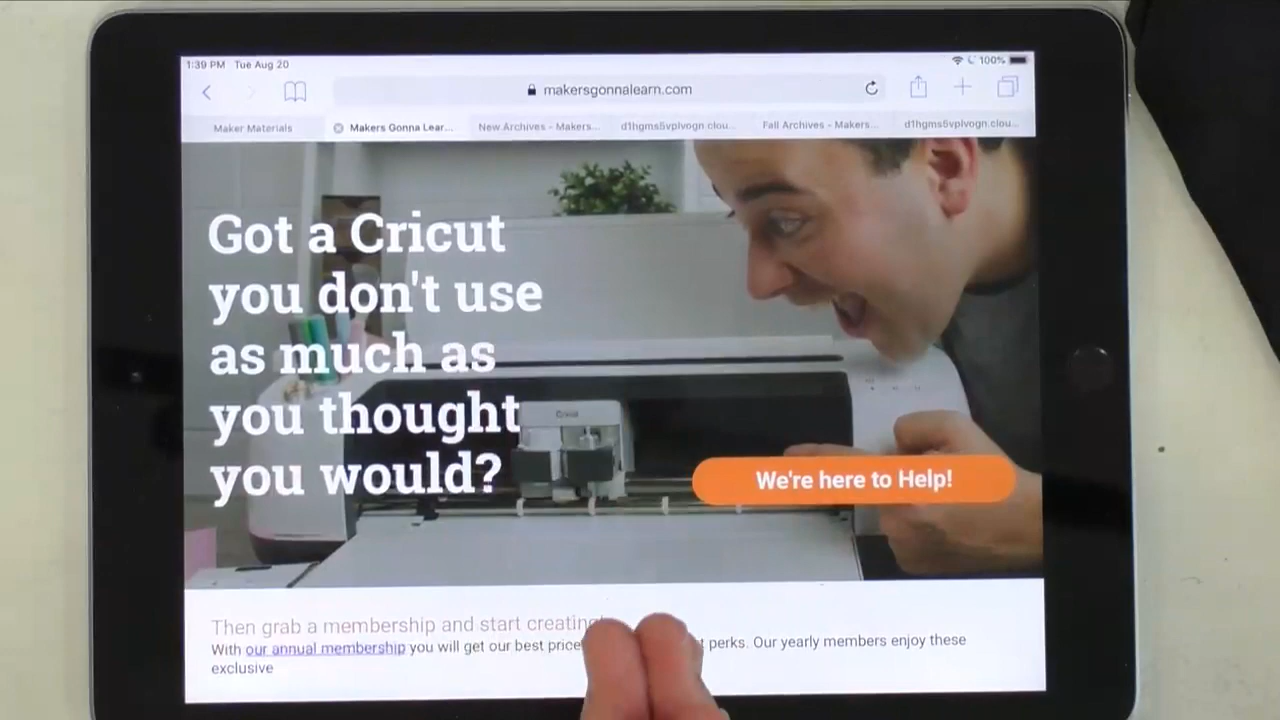 1:39 PM Tue Aug 20
100%
makersgonnalearn.com
Maker Materials
Makers Gonna Lear...
New Archives - Makers...
d1hgms5vplvogn.clou...
Fall Archives - Makers...
d1hgms5vplvogn.clou...
Got a Cricut
you don't use
as much as
you thought
you would?
Cricut
We're here to Help!
Then grab a membership and start creating
With our annual membership you will get our best price perks. Our yearly members enjoy these
exclusive